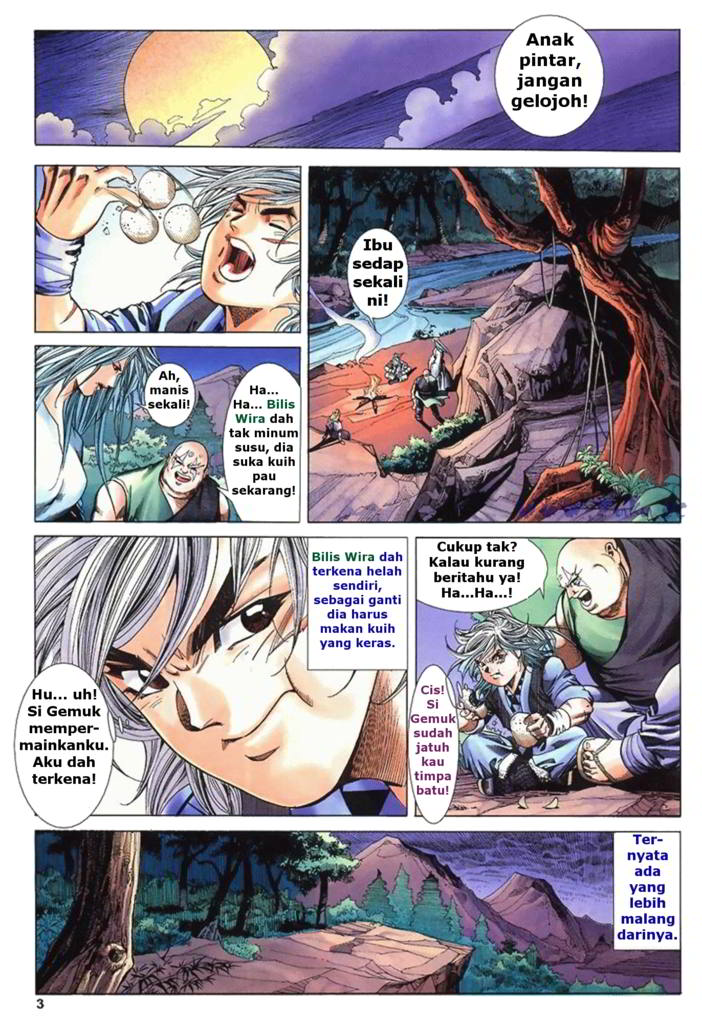 Anak
pintar,
jangan
gelojoh!
Ibu
sedap
sekali
ni!
Ah,
manis
sekali!
Ha...
Ha... Bilis
Wira dah
tak minum
susu, dia
suka kuih
pau
sekarang!
Bilis Wira dah
terkena helah
sendiri,
sebagai ganti
dia harus
makan kuih
yang keras.
Hu... uh!
Si Gemuk
memper-
mainkanku.
Aku dah
terkena!
Cukup tak?
Kalau kurang
beritahu ya!
Ha...Ha...!
Cis!
Si
Gemuk
sudah
jatuh
kau
timpa
batu!
Ter-
nyata
ada
yang
lebih
malang
darinya.
3